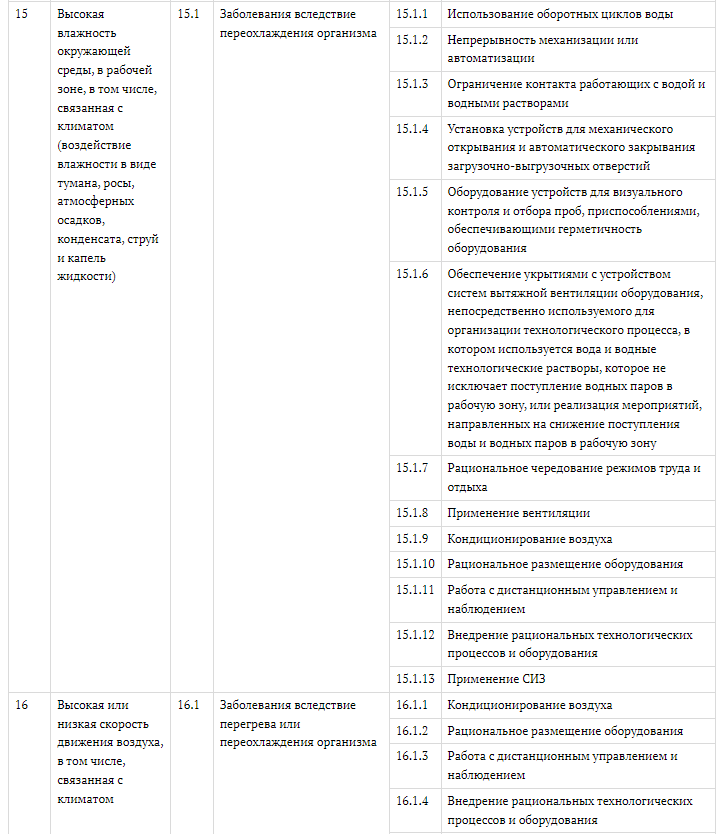 15
Высокая
влажность
окружающей
среды, в рабочей
зоне, в том числе,
связанная с
климатом
(воздействие
влажности в виде
тумана, росы,
атмосферных
осадков,
конденсата, струй
и капель
жидкости)
15.1
Заболевания вследствие
переохлаждения организма
15.1.1
Использование оборотных циклов воды
15.1.2
Непрерывность механизации или
автоматизации
15.1.3
Ограничение контакта работающих с водой и
водными растворами
15.1.4
Установка устройств для механического
открывания и автоматического закрывания
загрузочно-выгрузочных отверстий
15.1.5
Оборудование устройств для визуального
контроля и отбора проб, приспособлениями,
обеспечивающими герметичность
оборудования
15.1.6
Обеспечение укрытиями с устройством
систем вытяжной вентиляции оборудования,
непосредственно используемого для
организации технологического процесса, в
котором используется вода и водные
технологические растворы, которое не
исключает поступление водных паров в
рабочую зону, или реализация мероприятий,
направленных на снижение поступления
воды и водных паров в рабочую зону
15.1.7
Рациональное чередование режимов труда и
отдыха
15.1.8
Применение вентиляции
15.1.9
Кондиционирование воздуха
15.1.10
Рациональное размещение оборудования
15.1.11
Работа с дистанционным управлением и
наблюдением
15.1.12
Внедрение рациональных технологических
процессов и оборудования
15.1.13
Применение СИЗ
16
Высокая или
низкая скорость
движения воздуха,
в том числе,
связанная с
климатом
16.1
Заболевания вследствие
перегрева или
переохлаждения организма
16.1.1
Кондиционирование воздуха
16.1.2
Рациональное размещение оборудования
16.1.3
Работа с дистанционным управлением и
наблюдением
16.1.4
Внедрение рациональных технологических
процессов и оборудования